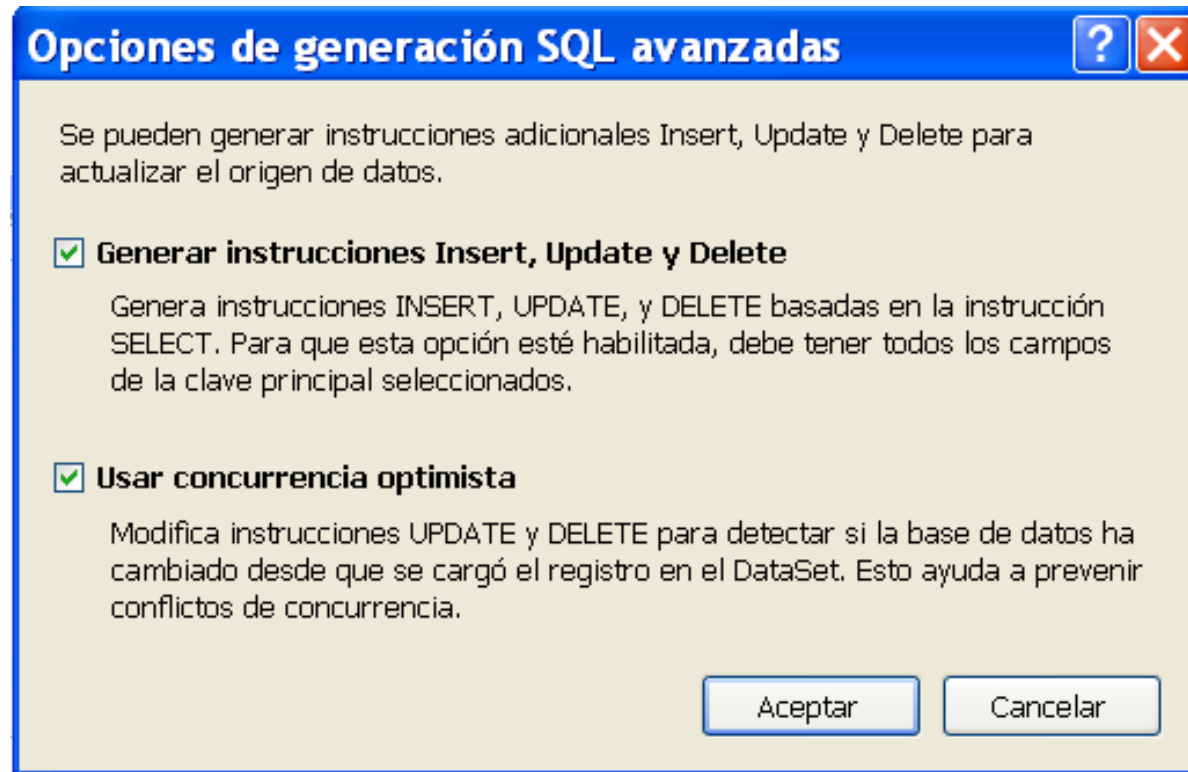 Opciones de generación SQL avanzadas
Se pueden generar instrucciones adicionales Insert, Update y Delete para
actualizar el origen de datos.
Generar instrucciones Insert, Update y Delete
Genera instrucciones INSERT, UPDATE, y DELETE basadas en la instrucción
SELECT. Para que esta opción esté habilitada, debe tener todos los campos
de la clave principal seleccionados.
Usar concurrencia optimista
Modifica instrucciones UPDATE y DELETE para detectar si la base de datos ha
cambiado desde que se cargó el registro en el DataSet. Esto ayuda a prevenir
conflictos de concurrencia.
Aceptar Cancelar